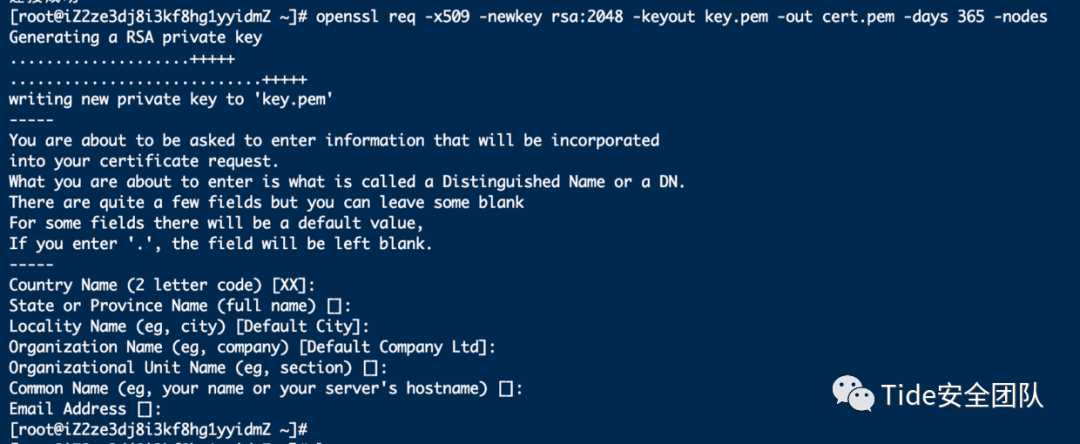 [root@iZ2ze3dj8i3kf8hg1yyidmZ ~]# openssl req -x509 -newkey rsa:2048 -keyout key.pem -out cert.pem -days 365 -nodes
Generating a RSA private key
....................+++++
............................+++++
writing new private key to 'key.pem'
-----
You are about to be asked to enter information that will be incorporated
into your certificate request.
What you are about to enter is what is called a Distinguished Name or a DN.
There are quite a few fields but you can leave some blank
For some fields there will be a default value,
If you enter '.', the field will be left blank.
-----
Country Name (2 letter code) [XX]:
State or Province Name (full name) []:
Locality Name (eg, city) [Default City]:
Organization Name (eg, company) [Default Company Ltd]:
Organizational Unit Name (eg, section) []:
Common Name (eg, your name or your server's hostname) []:
Email Address []:
[root@iZ2ze3dj8i3kf8hg1yyidmZ ~]#
Tide安全团队